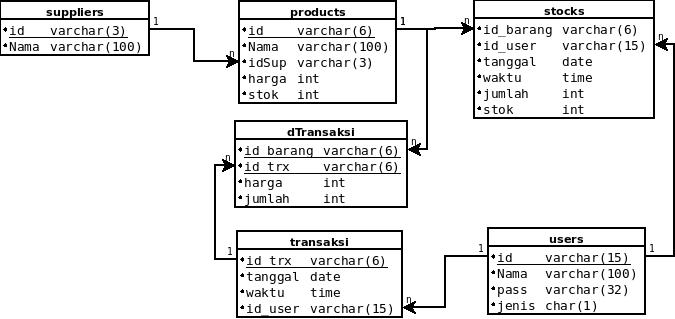 suppliers
id varchar(3)
Nama varchar(100)
1
n
products
id varchar(6)
Nama varchar(100)
idSup varchar(3)
harga int
stok int
1
n
n
stocks
id_barang varchar(6)
id_user varchar(15)
tanggal date
waktu time
jumlah int
stok int
n
dTransaksi
id_barang varchar(6)
id_trx varchar(6)
harga int
jumlah int
n
1
transaksi
id_trx varchar(6)
tanggal date
waktu time
id_user varchar(15)
n
1
users
id varchar(15)
Nama varchar(100)
pass varchar(32)
jenis char(1)
1